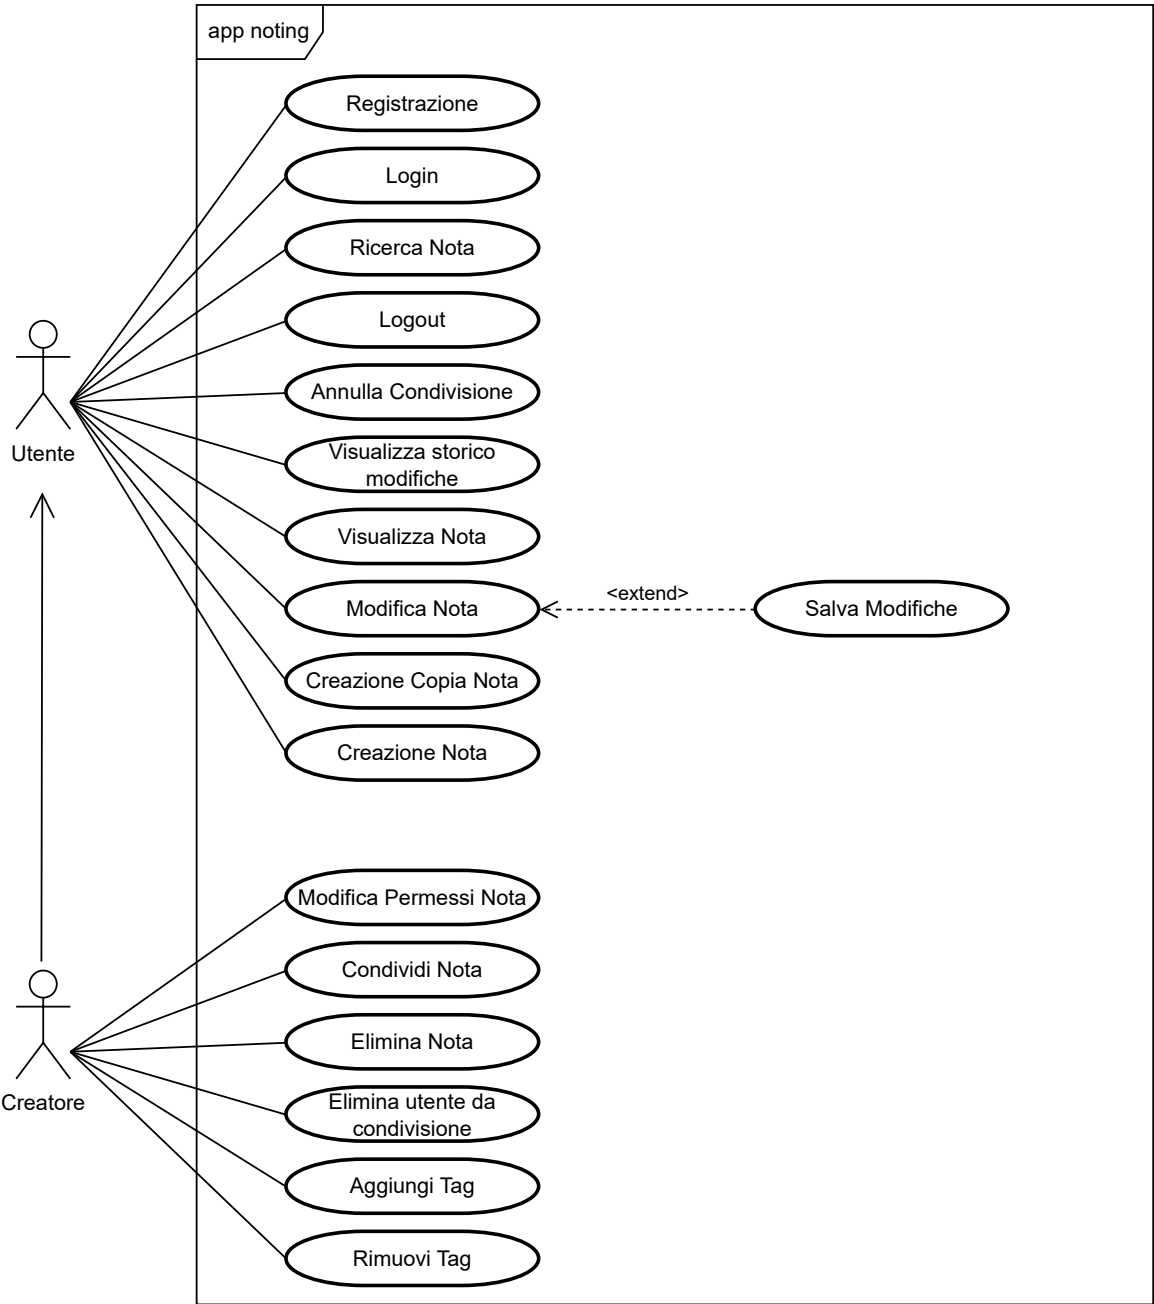 app noting
Registrazione
Login
Ricerca Nota
Logout
Annulla Condivisione
Utente
Visualizza storico
modifiche
Visualizza Nota
Modifica Nota
<extend>
Salva Modifiche
Creazione Copia Nota
Creazione Nota
Modifica Permessi Nota
Condividi Nota
Elimina Nota
Creatore
Elimina utente da
condivisione
Aggiungi Tag
Rimuovi Tag